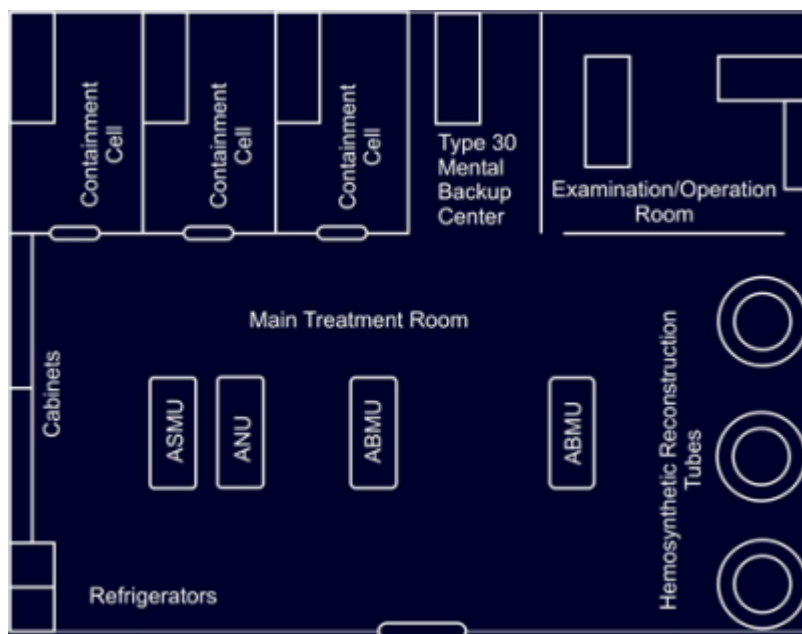 Containment
Cell
Containment
Cell
Containment
Cell
Type 30
Mental
Backup
Center
Examination/Operation
Room
Main Treatment Room
Cabinets
ASMU
ANU
ABMU
ABMU
Hemosynthetic Reconstruction
Tubes
Refrigerators